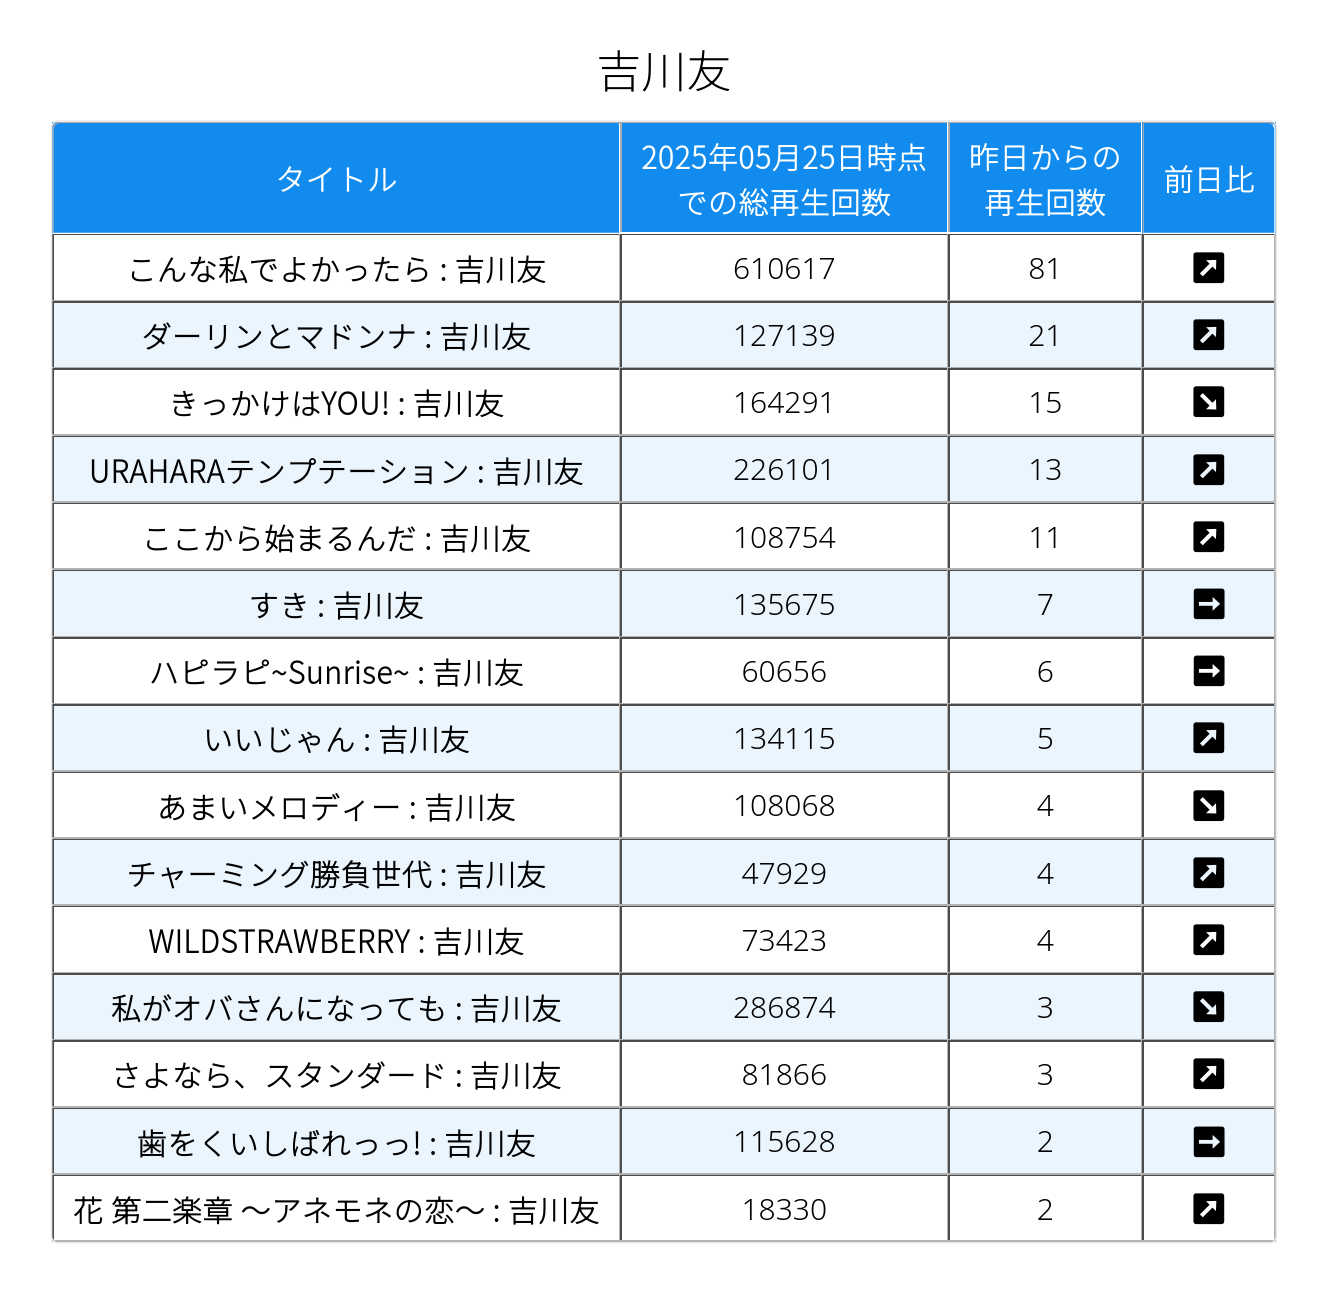 吉川友
タイトル
2025年05月25日時点
での総再生回数
昨日からの
再生回数
前日比
こんな私でよかったら : 吉川友 610617 81 ↗
ダーリンとマドンナ : 吉川友 127139 21 ↗
きっかけはYOU! : 吉川友 164291 15 ↘
URAHARAテンプテーション : 吉川友 226101 13 ↗
ここから始まるんだ : 吉川友 108754 11 ↗
すき : 吉川友 135675 7 →
ハピラピ~Sunrise~ : 吉川友 60656 6 →
いいじゃん : 吉川友 134115 5 ↗
あまいメロディー : 吉川友 108068 4 ↘
チャーミング勝負世代 : 吉川友 47929 4 ↗
WILDSTRAWBERRY : 吉川友 73423 4 ↗
私がオバさんになっても : 吉川友 286874 3 ↘
さよなら、スタンダード : 吉川友 81866 3 ↗
歯をくいしばれっっ! : 吉川友 115628 2 →
花 第二楽章 ～アネモネの恋～ : 吉川友 18330 2 ↗